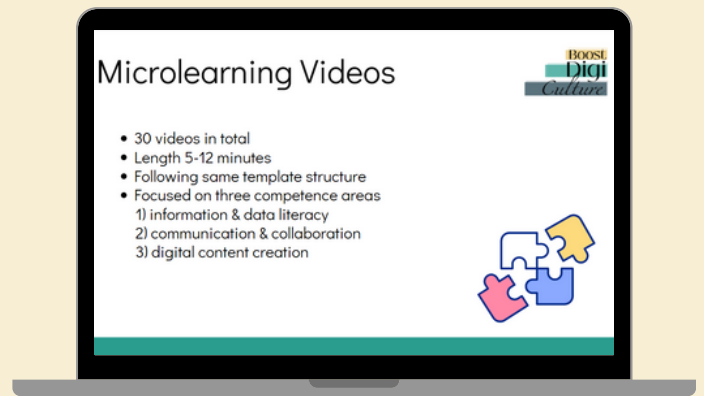 Microlearning Videos
Boost
Digi
Culture
• 30 videos in total
• Length 5-12 minutes
• Following same template structure
• Focused on three competence areas
1) information & data literacy
2) communication & collaboration
3) digital content creation